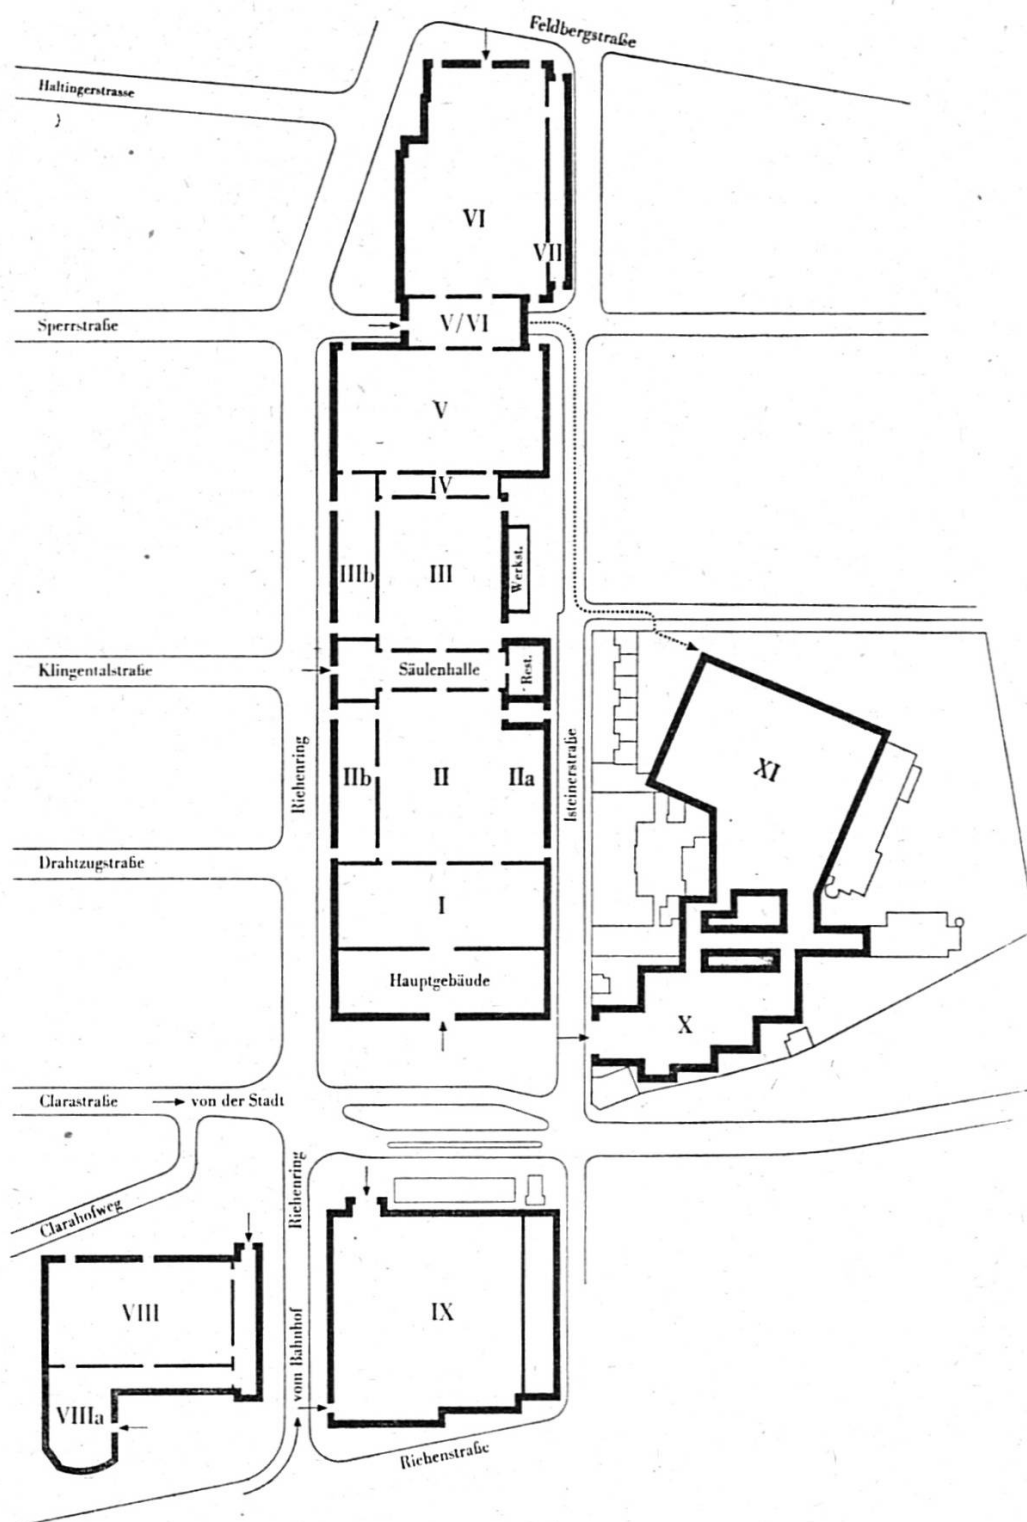 Feldbergstraße
Haltingerstrasse
VI
VII
Sperrstraße
V/VI
V
IV
IIIb
III
Werkst.
Klingentalstraße
Säulenhalle
Rest.
Riehenring
IIb
II
IIa
Isteinerstraße
XI
Drahtzugstraße
I
Hauptgebäude
X
Clarastraße → von der Stadt
Clarahofweg
Riehenring
VIII
IX
vom Bahnhof
VIIIa
Riehenstraße